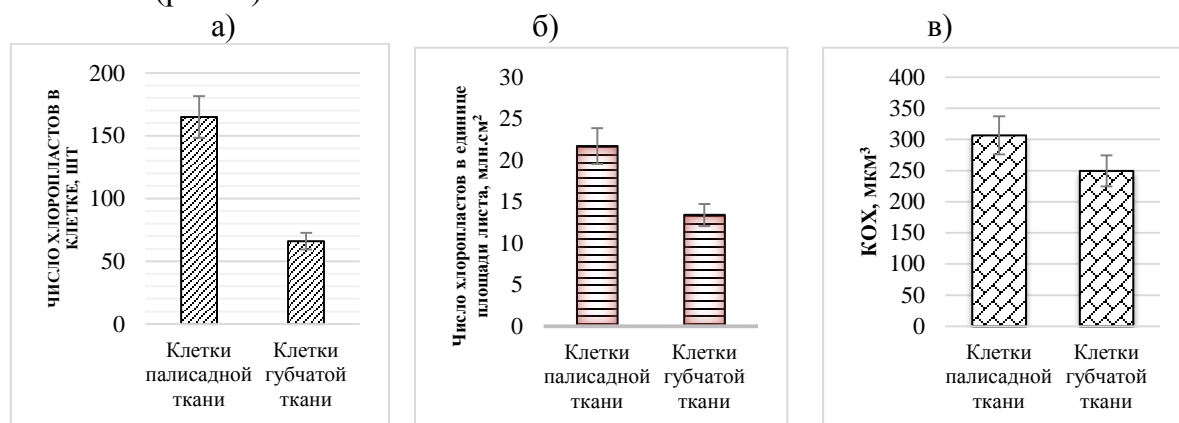 а)
б)
в)
ЧИСЛО ХЛОРОПЛАСТОВ В
КЛЕТКЕ, ШТ
200
150
100
50
0
Клетки
палисадной
ткани
Клетки
губчатой
ткани
Число хлоропластов в единице
площади листа, млн.см²
30
25
20
15
10
5
0
Клетки
палисадной
ткани
Клетки
губчатой
ткани
КОХ, мкм³
400
350
300
250
200
150
100
50
0
Клетки
палисадной
ткани
Клетки
губчатой
ткани